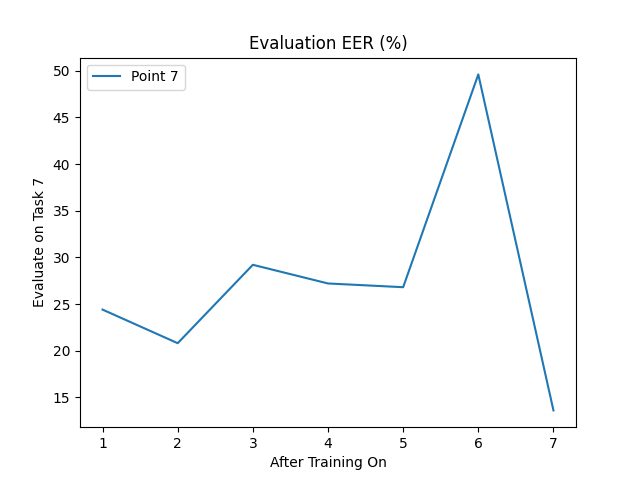 Evaluation EER (%)
Point 7
Evaluate on Task 7
50
45
40
35
30
25
20
15
1 2 3 4 5 6 7
After Training On